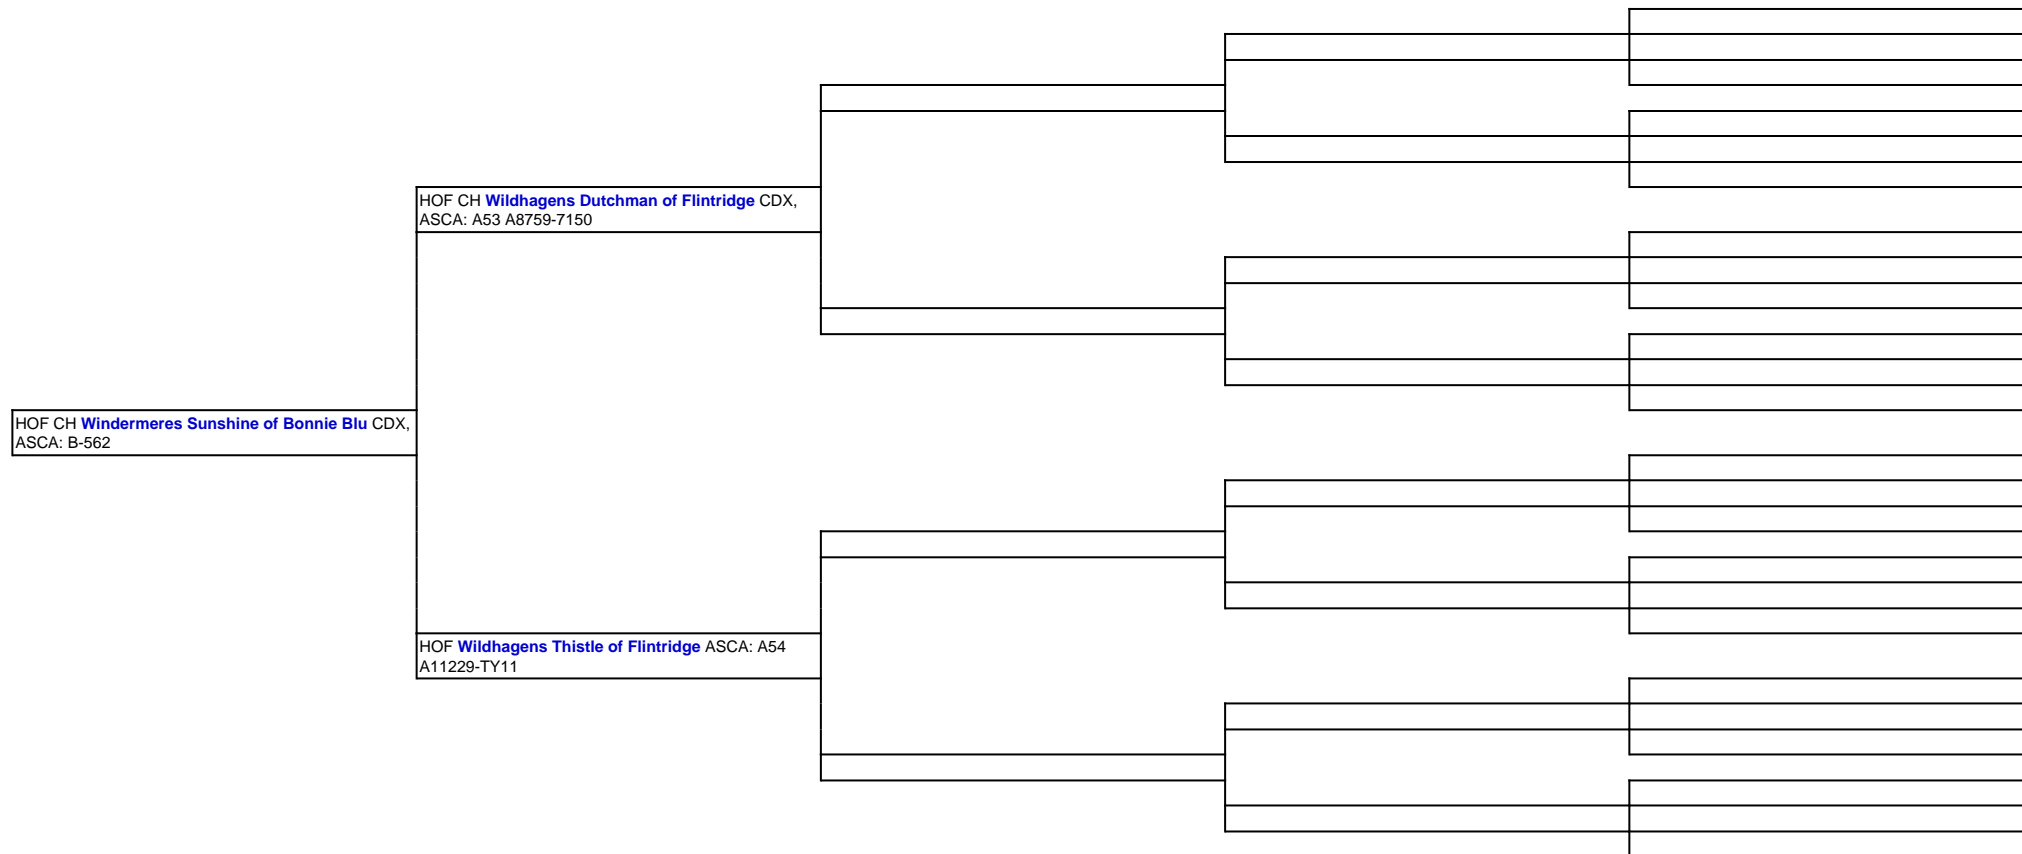 HOF CH Wildhagens Dutchman of Flintridge CDX,
ASCA: A53 A8759-7150
HOF CH Windermeres Sunshine of Bonnie Blu CDX,
ASCA: B-562
HOF Wildhagens Thistle of Flintridge ASCA: A54
A11229-TY11